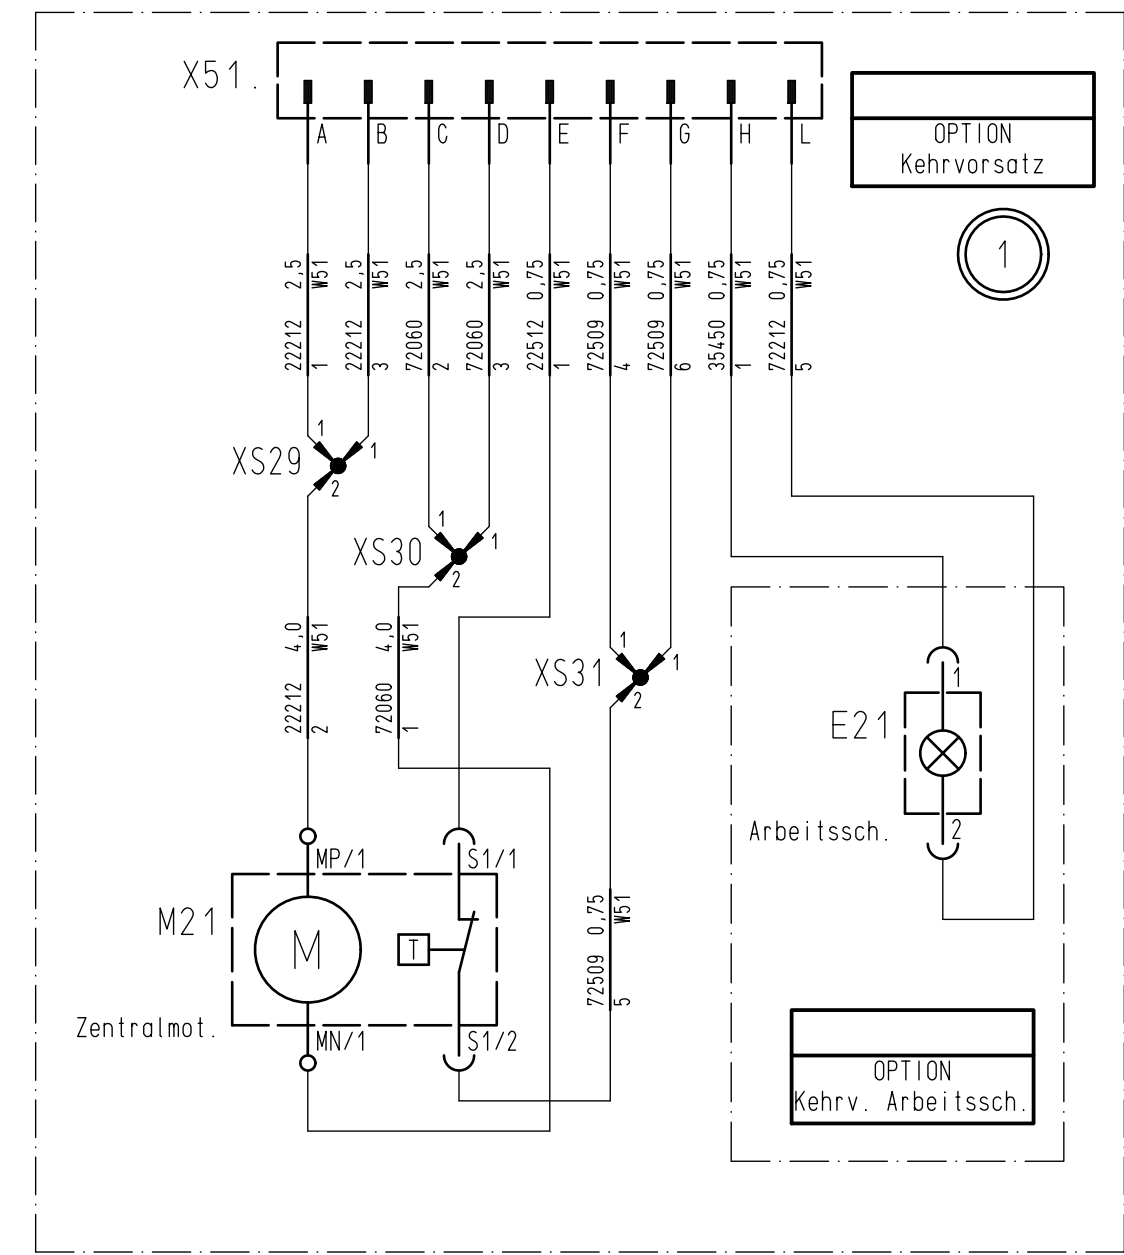 X51.
A B C D E F G H L
OPTION
Kehrvorsatz
1
22212 2,5
W51
1
22212 2,5
W51
3
72060 2,5
W51
2
72060 2,5
W51
3
22512 0,75
W51
1
72509 0,75
W51
4
72509 0,75
W51
6
35450 0,75
W51
1
72212 0,75
W51
5
XS29
1
1
2
XS30
1
1
2
22212 4,0
W51
2
72060 4,0
W51
1
XS31
1
1
2
E21
1
2
Arbeitssch.
MP/1
S1/1
M21
M
T
Zentralmot.
MN/1
S1/2
72509 0,75
W51
5
OPTION
Kehrv. Arbeitssch.